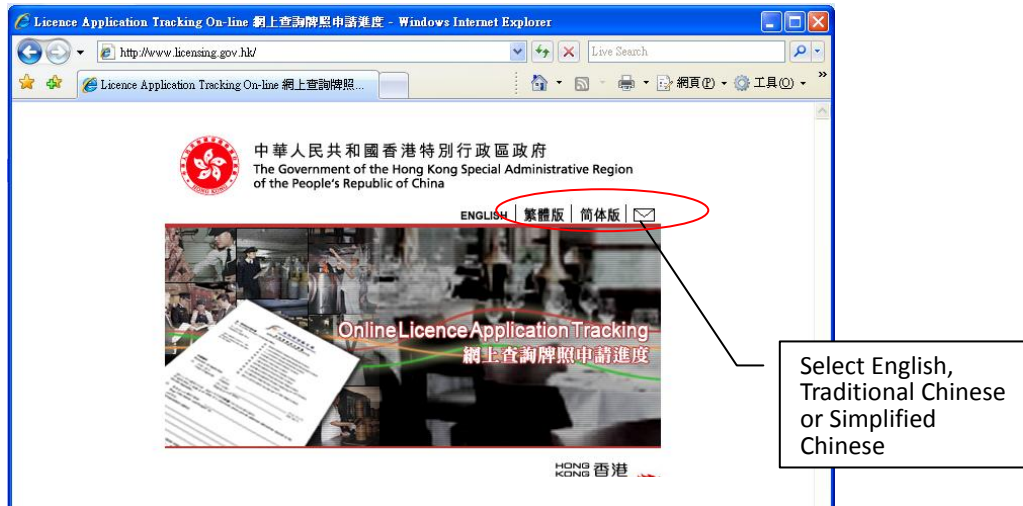 Licence Application Tracking On-line 網上查詢牌照申請進度 - Windows Internet Explorer
http://www.licensing.gov.hk/
Live Search
Licence Application Tracking On-line 網上查詢牌照...
網頁(P)
工具(O)
»
中華人民共和國香港特別行政區政府
The Government of the Hong Kong Special Administrative Region
of the People's Republic of China
ENGLISH | 繁體版 | 简体版 |
Online Licence Application Tracking
網上查詢牌照申請進度
Select English,
Traditional Chinese
or Simplified
Chinese
HONG KONG 香港